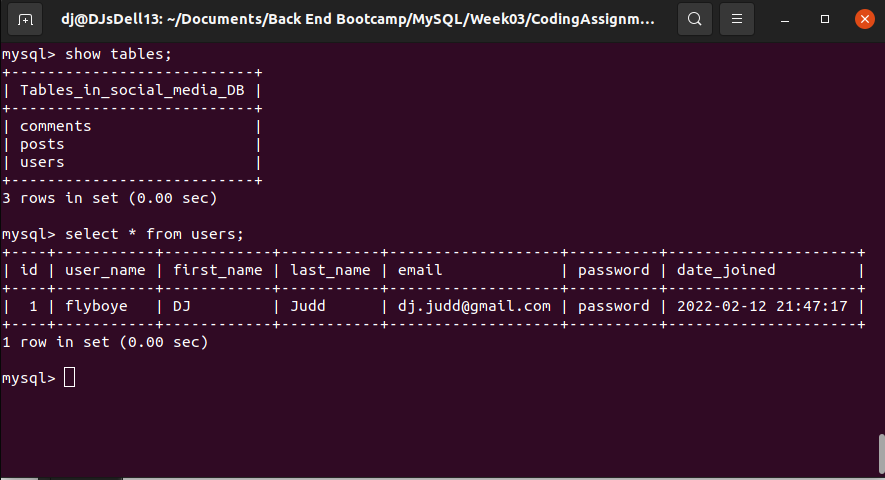 dj@DJsDell13: ~/Documents/Back End Bootcamp/MySQL/Week03/CodingAssignm...
mysql> show tables;
+---------------------------+
| Tables_in_social_media_DB |
+---------------------------+
| comments                  |
| posts                     |
| users                     |
+---------------------------+
3 rows in set (0.00 sec)
mysql> select * from users;
+----+-----------+------------+-----------+-------------------+----------+---------------------+
| id | user_name | first_name | last_name | email             | password | date_joined         |
+----+-----------+------------+-----------+-------------------+----------+---------------------+
|  1 | flyboye   | DJ         | Judd      | dj.judd@gmail.com | password | 2022-02-12 21:47:17 |
+----+-----------+------------+-----------+-------------------+----------+---------------------+
1 row in set (0.00 sec)
mysql>